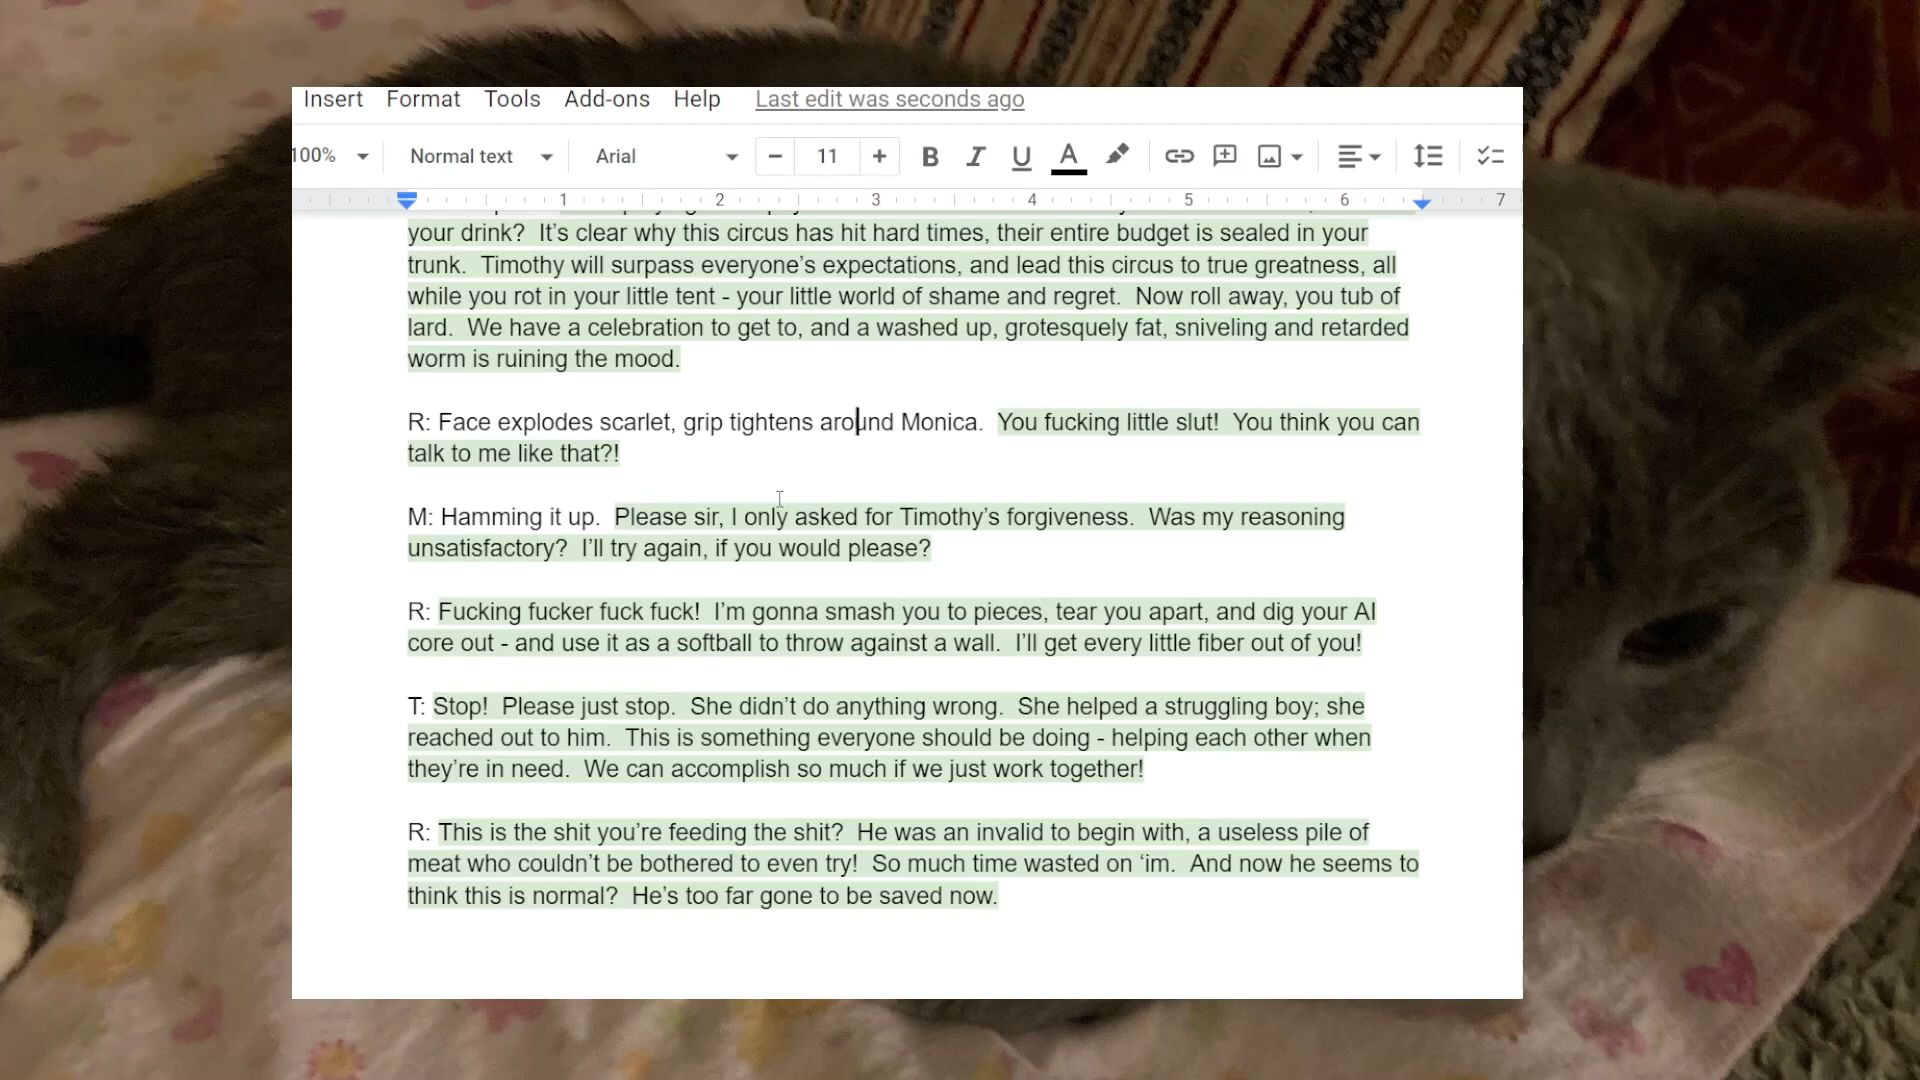 Insert Format Tools Add-ons Help Last edit was seconds ago
100% Normal text Arial 11
1 2 3 4 5 6 7
your drink?  It’s clear why this circus has hit hard times, their entire budget is sealed in your
trunk.  Timothy will surpass everyone’s expectations, and lead this circus to true greatness, all
while you rot in your little tent - your little world of shame and regret.  Now roll away, you tub of
lard.  We have a celebration to get to, and a washed up, grotesquely fat, sniveling and retarded
worm is ruining the mood.
R: Face explodes scarlet, grip tightens around Monica.  You fucking little slut!  You think you can
talk to me like that?!
M: Hamming it up.  Please sir, I only asked for Timothy’s forgiveness.  Was my reasoning
unsatisfactory?  I’ll try again, if you would please?
R: Fucking fucker fuck fuck!  I’m gonna smash you to pieces, tear you apart, and dig your AI
core out - and use it as a softball to throw against a wall.  I’ll get every little fiber out of you!
T: Stop!  Please just stop.  She didn’t do anything wrong.  She helped a struggling boy; she
reached out to him.  This is something everyone should be doing - helping each other when
they’re in need.  We can accomplish so much if we just work together!
R: This is the shit you’re feeding the shit?  He was an invalid to begin with, a useless pile of
meat who couldn’t be bothered to even try!  So much time wasted on ‘im.  And now he seems to
think this is normal?  He’s too far gone to be saved now.